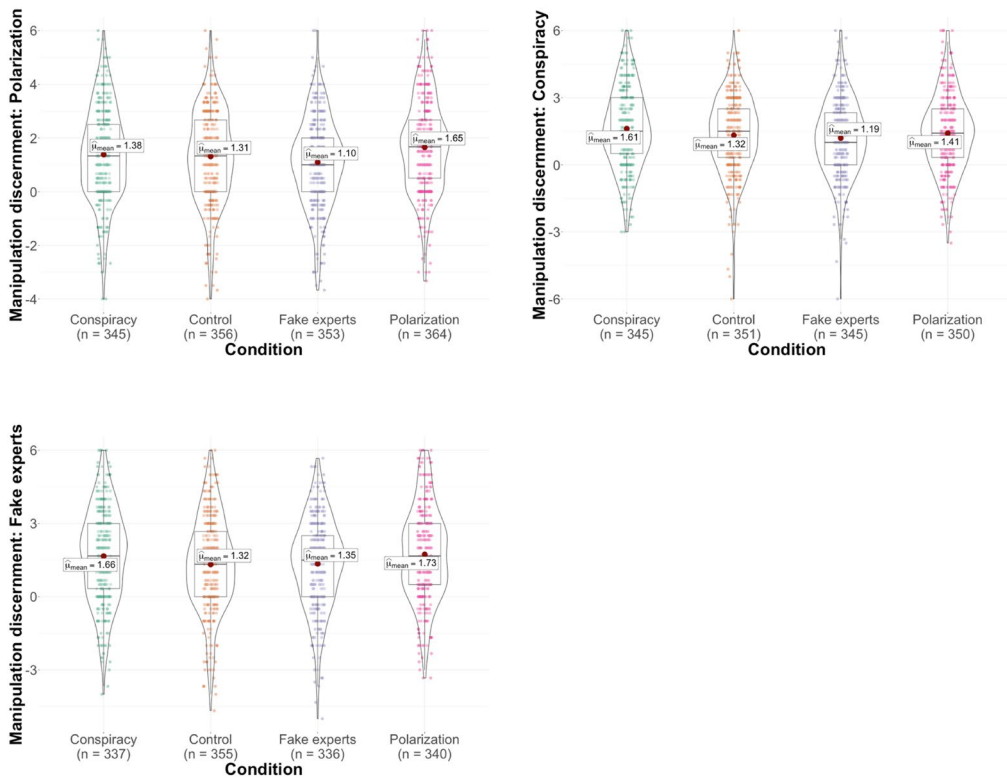 Manipulation discernment: Polarization
6
4
2
0
-2
-4
μ̂mean = 1.38
μ̂mean = 1.31
μ̂mean = 1.10
μ̂mean = 1.65
Conspiracy Control Fake experts Polarization
(n = 345) (n = 356) (n = 353) (n = 364)
Condition
Manipulation discernment: Conspiracy
6
3
0
-3
-6
μ̂mean = 1.61
μ̂mean = 1.32
μ̂mean = 1.19
μ̂mean = 1.41
Conspiracy Control Fake experts Polarization
(n = 345) (n = 351) (n = 345) (n = 350)
Condition
Manipulation discernment: Fake experts
6
3
0
-3
μ̂mean = 1.66
μ̂mean = 1.32
μ̂mean = 1.35
μ̂mean = 1.73
Conspiracy Control Fake experts Polarization
(n = 337) (n = 355) (n = 336) (n = 340)
Condition